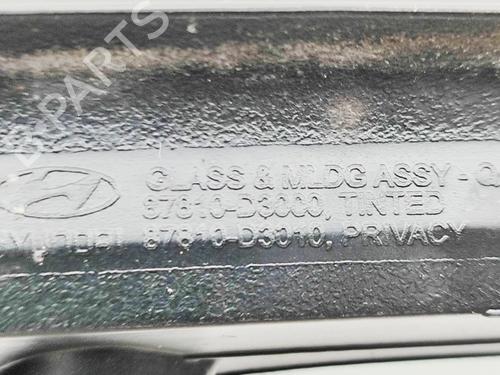 B-PARTS
GLASS & MLDG ASSY - Q
87810-D3000, TINTED
HYUNDAI 87810-D3010, PRIVACY